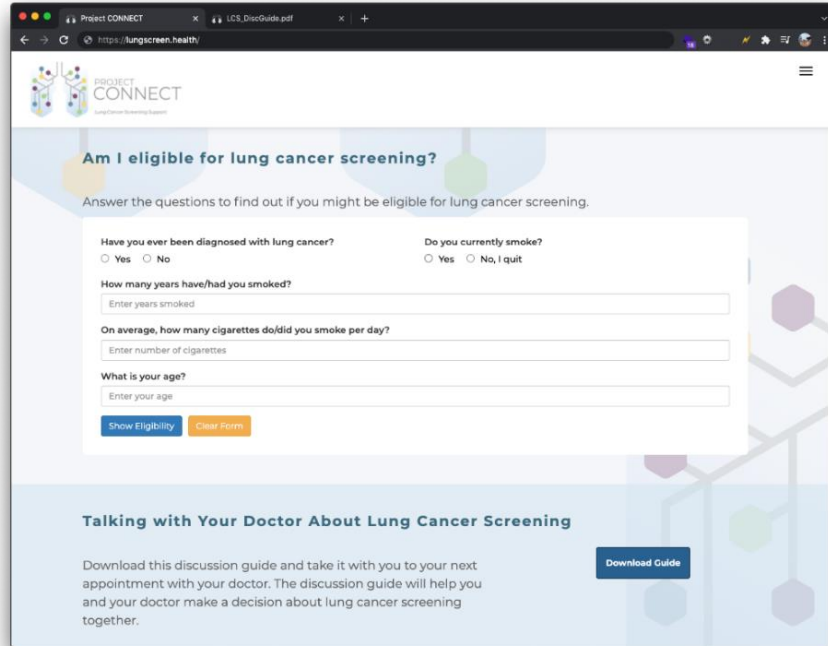 Project CONNECT
LCS_DiscGuide.pdf
https://lungscreen.health/
PROJECT
CONNECT
Lung Cancer Screening Support
Am I eligible for lung cancer screening?
Answer the questions to find out if you might be eligible for lung cancer screening.
Have you ever been diagnosed with lung cancer?
Yes No
Do you currently smoke?
Yes No, I quit
How many years have/had you smoked?
Enter years smoked
On average, how many cigarettes do/did you smoke per day?
Enter number of cigarettes
What is your age?
Enter your age
Show Eligibility Clear Form
Talking with Your Doctor About Lung Cancer Screening
Download this discussion guide and take it with you to your next
appointment with your doctor. The discussion guide will help you
and your doctor make a decision about lung cancer screening
together.
Download Guide